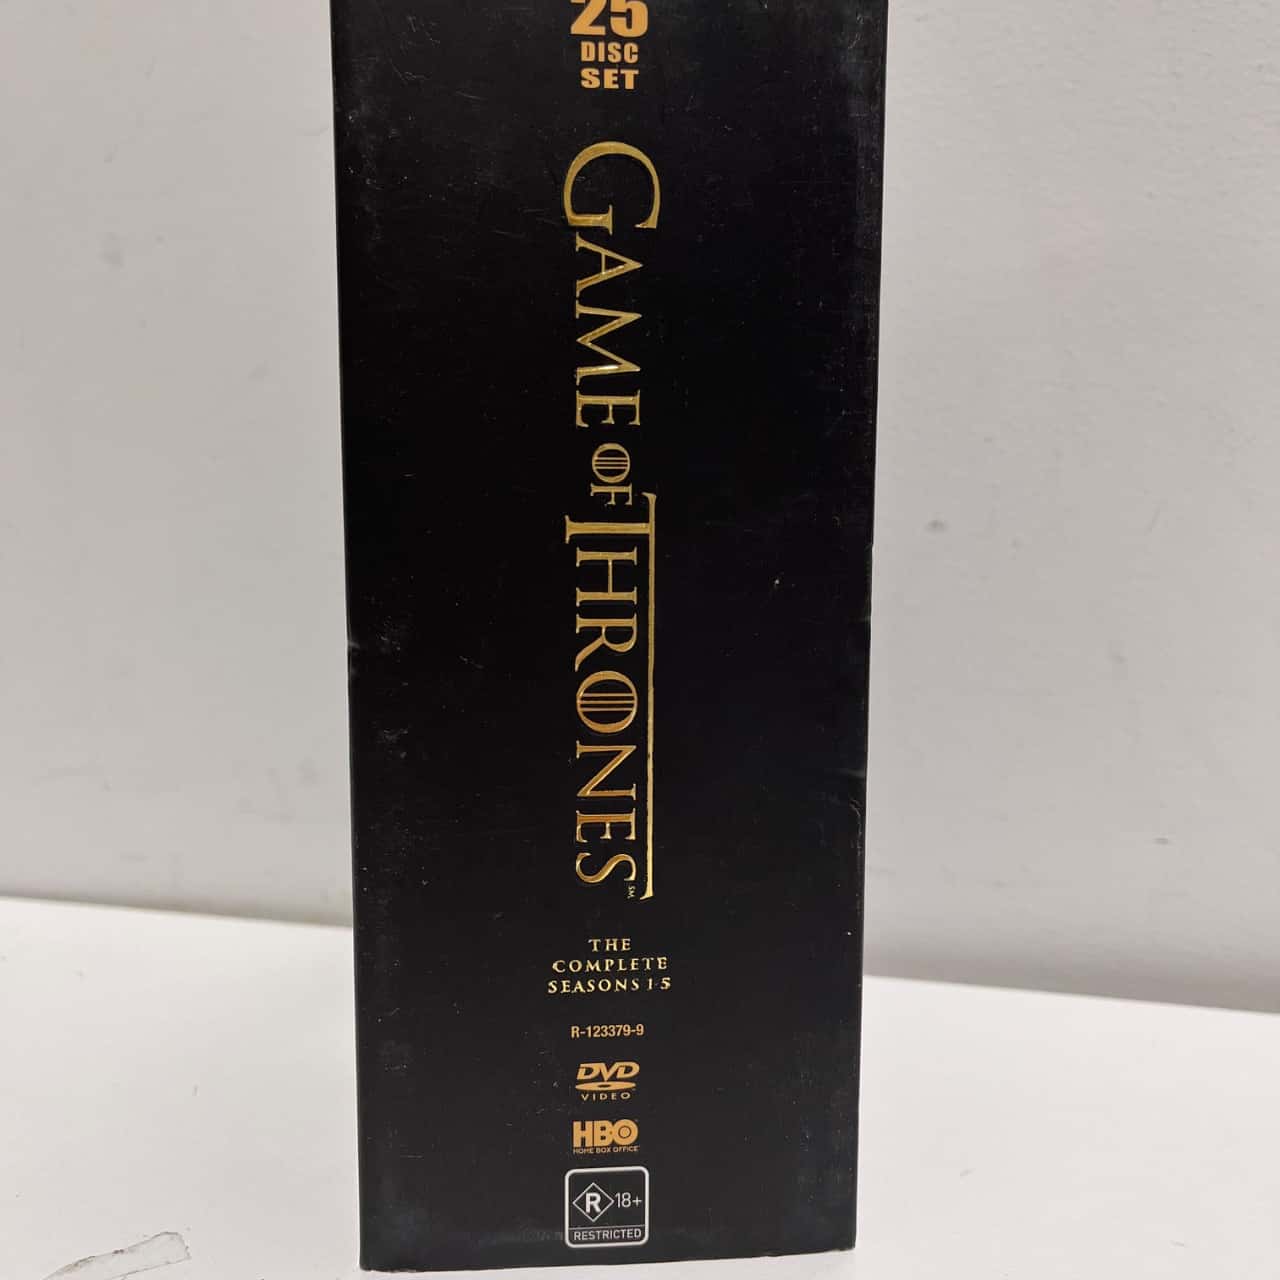 25
DISC
SET
GAME OF THRONES
SM
THE
COMPLETE
SEASONS 1-5
R-123379-9
DVD
VIDEO
HBO
HOME BOX OFFICE
R 18+
RESTRICTED